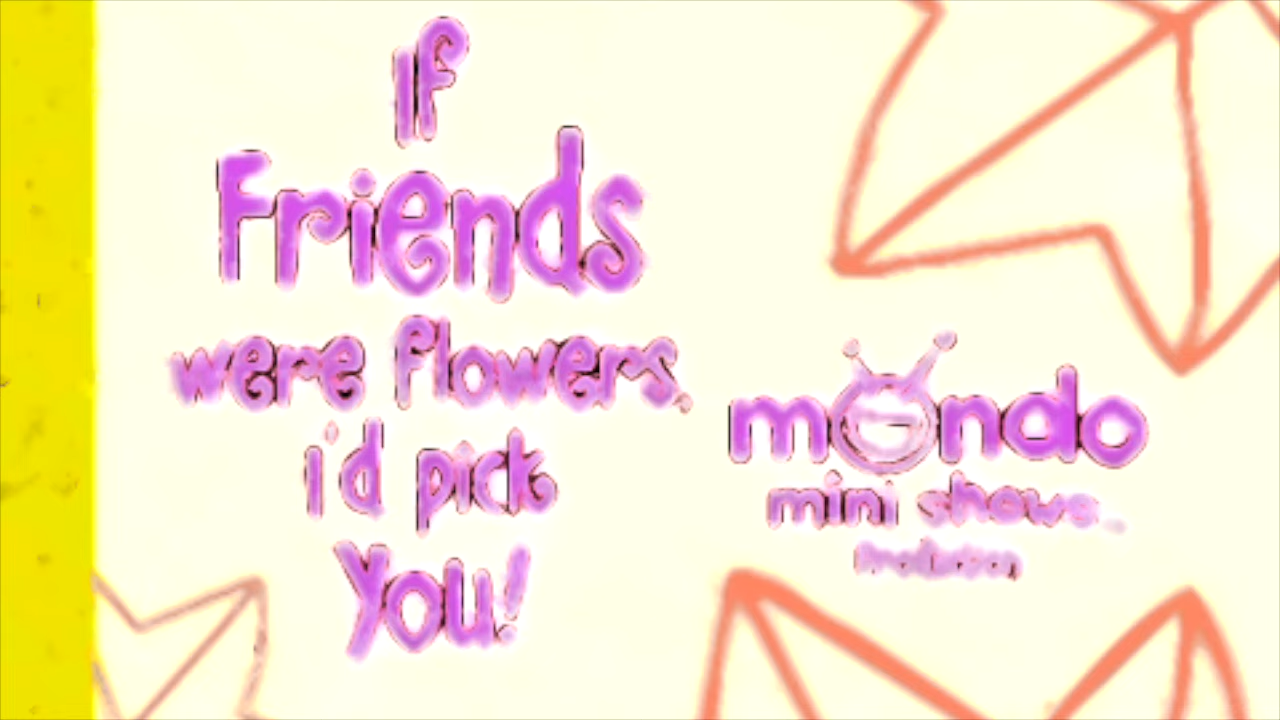 If
Friends
were flowers,
i'd pick
You!
mondo
mini shows